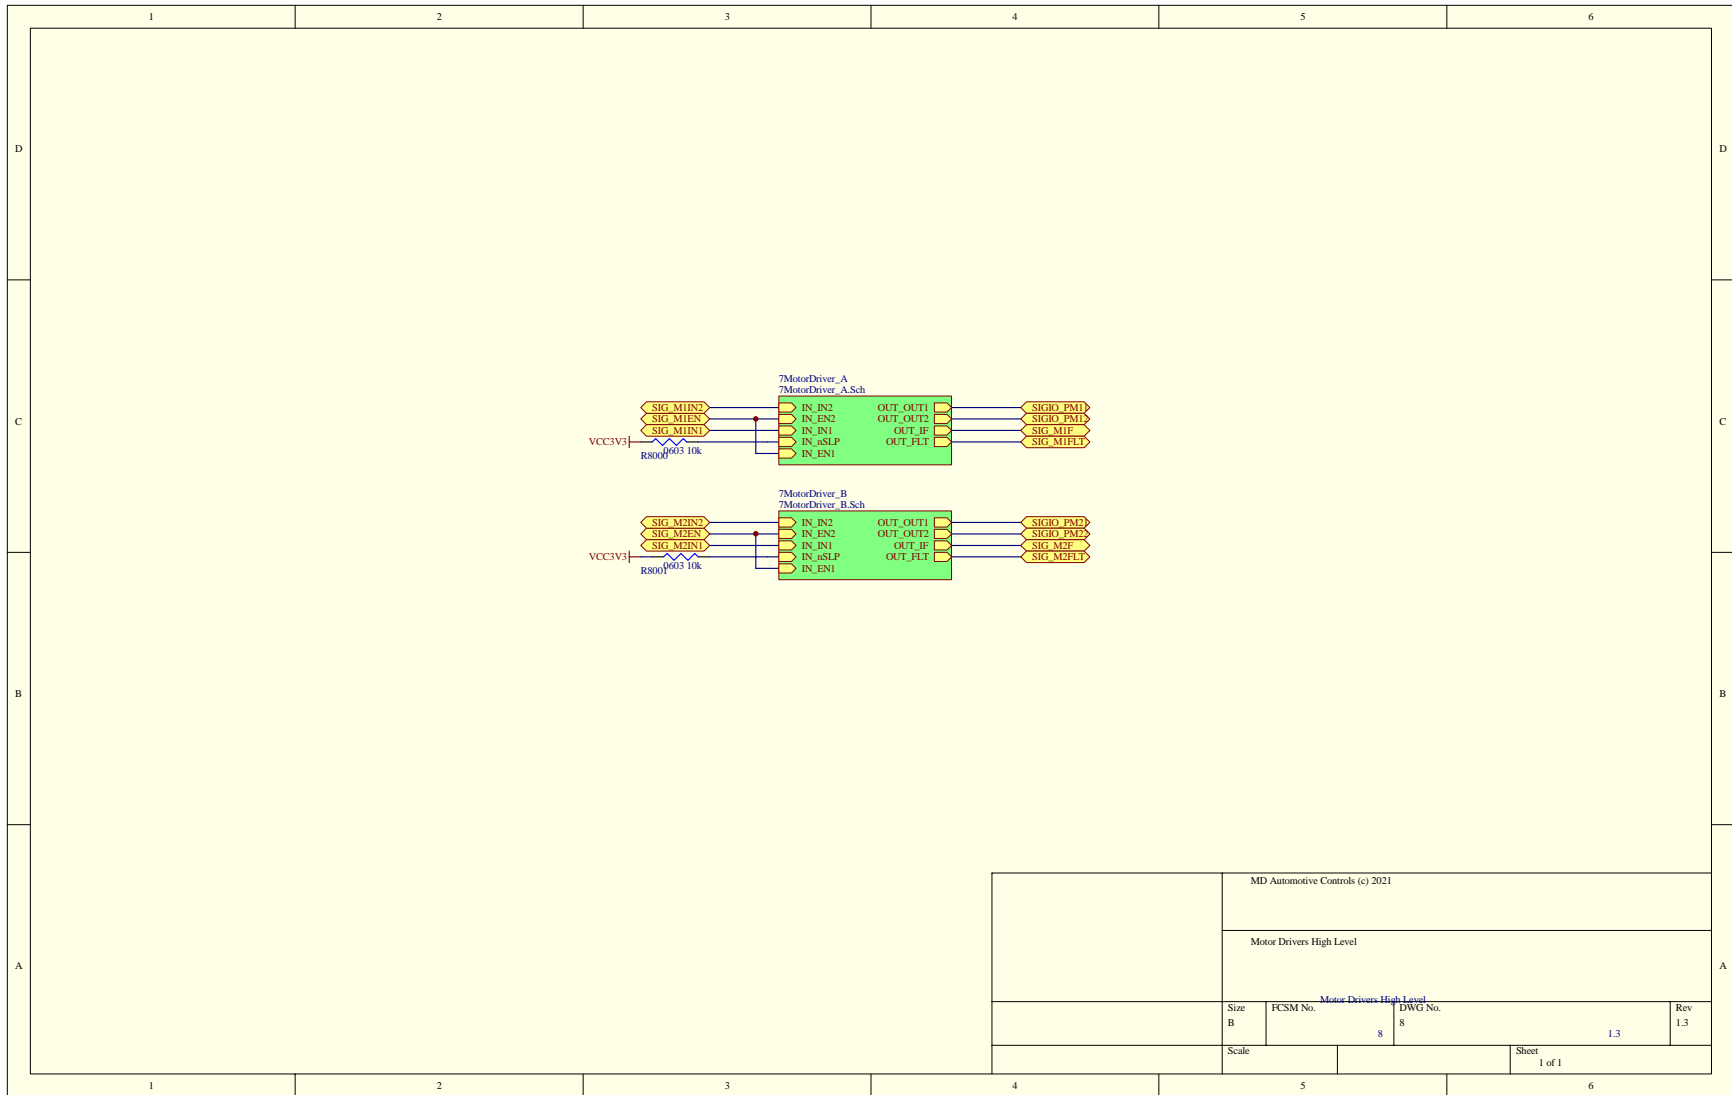 1 2 3 4 5 6
D D
7MotorDriver_A
7MotorDriver_A.Sch
SIG_M1IN2 IN_IN2 OUT_OUT1 SIGIO_PM11
SIG_M1EN IN_EN2 OUT_OUT2 SIGIO_PM12
C C
SIG_M1IN1 IN_IN1 OUT_IF SIG_M1F
VCC3V3 IN_nSLP OUT_FLT SIG_M1FLT
R8000 0603 10k IN_EN1
7MotorDriver_B
7MotorDriver_B.Sch
SIG_M2IN2 IN_IN2 OUT_OUT1 SIGIO_PM21
SIG_M2EN IN_EN2 OUT_OUT2 SIGIO_PM22
SIG_M2IN1 IN_IN1 OUT_IF SIG_M2F
VCC3V3 IN_nSLP OUT_FLT SIG_M2FLT
R8001 0603 10k IN_EN1
B B
MD Automotive Controls (c) 2021
Motor Drivers High Level
A A
Motor Drivers High Level
Size FCSM No. DWG No. Rev
B 8 1.3
8 1.3
Scale Sheet
1 of 1
1 2 3 4 5 6